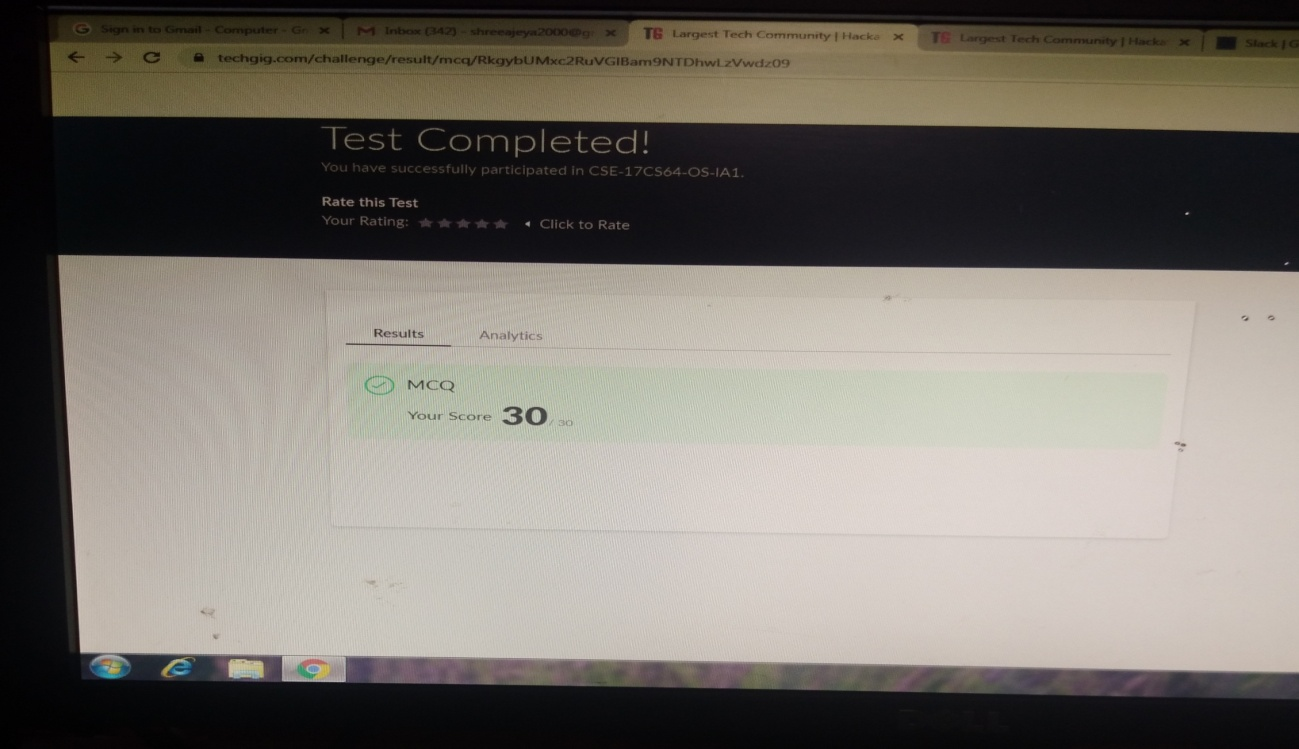 Sign in to Gmail - Computer - Go
Inbox (342) - shreeajeya2000@g
TG Largest Tech Community | Hacka
TG Largest Tech Community | Hacka
Slack | G
techgig.com/challenge/result/mcq/RkgybUMxc2RuVGlBam9NTDhwLzVwdz09
Test Completed!
You have successfully participated in CSE-17CS64-OS-IA1.
Rate this Test
Your Rating: Click to Rate
Results Analytics
MCQ
Your Score 30/ 30
DELL